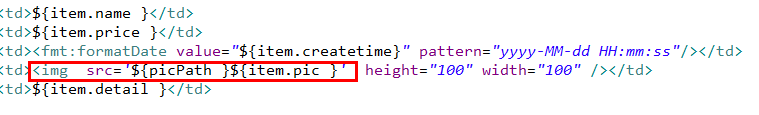 <td>${item.name }</td>
<td>${item.price }</td>
<td><fmt:formatDate value="${item.createtime}" pattern="yyyy-MM-dd HH:mm:ss"/></td>
<td><img  src='${picPath }${item.pic }'  height="100" width="100" /></td>
<td>${item.detail }</td>